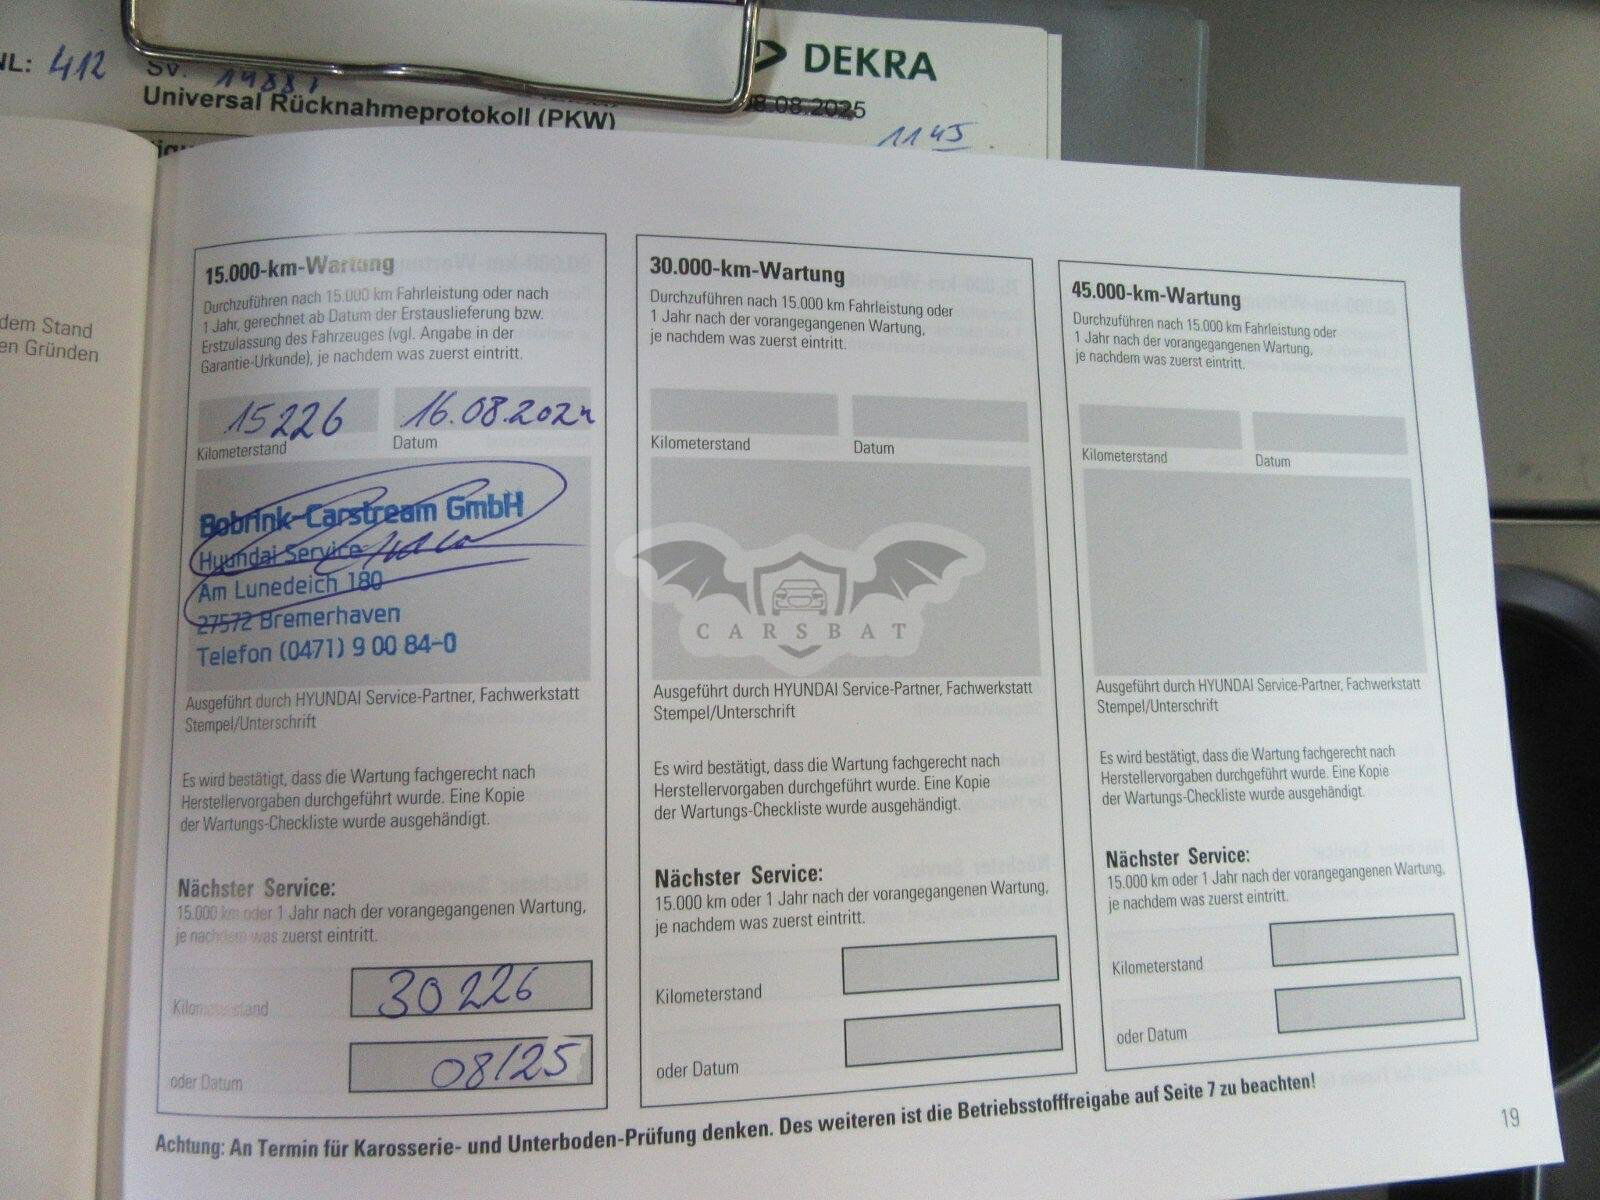 NL: 412
SV: 14887
DEKRA
Universal Rücknahmeprotokoll (PKW)
8.08.2025
11 45
dem Stand
en Gründen
15.000-km-Wartung
Durchzuführen nach 15.000 km Fahrleistung oder nach
1 Jahr, gerechnet ab Datum der Erstauslieferung bzw.
Erstzulassung des Fahrzeuges (vgl. Angabe in der
Garantie-Urkunde), je nachdem was zuerst eintritt.
15226
16.08.2024
Kilometerstand
Datum
Bobrink-Carstream GmbH
Hyundai Service
Am Lunedeich 180
27572 Bremerhaven
Telefon (0471) 9 00 84-0
Ausgeführt durch HYUNDAI Service-Partner, Fachwerkstatt
Stempel/Unterschrift
Es wird bestätigt, dass die Wartung fachgerecht nach
Herstellervorgaben durchgeführt wurde. Eine Kopie
der Wartungs-Checkliste wurde ausgehändigt.
Nächster Service:
15.000 km oder 1 Jahr nach der vorangegangenen Wartung,
je nachdem was zuerst eintritt.
Kilometerstand
30226
oder Datum
08/25
30.000-km-Wartung
Durchzuführen nach 15.000 km Fahrleistung oder
1 Jahr nach der vorangegangenen Wartung,
je nachdem was zuerst eintritt.
Kilometerstand
Datum
CARSBAT
Ausgeführt durch HYUNDAI Service-Partner, Fachwerkstatt
Stempel/Unterschrift
Es wird bestätigt, dass die Wartung fachgerecht nach
Herstellervorgaben durchgeführt wurde. Eine Kopie
der Wartungs-Checkliste wurde ausgehändigt.
Nächster Service:
15.000 km oder 1 Jahr nach der vorangegangenen Wartung,
je nachdem was zuerst eintritt.
Kilometerstand
oder Datum
45.000-km-Wartung
Durchzuführen nach 15.000 km Fahrleistung oder
1 Jahr nach der vorangegangenen Wartung,
je nachdem was zuerst eintritt.
Kilometerstand
Datum
Ausgeführt durch HYUNDAI Service-Partner, Fachwerkstatt
Stempel/Unterschrift
Es wird bestätigt, dass die Wartung fachgerecht nach
Herstellervorgaben durchgeführt wurde. Eine Kopie
der Wartungs-Checkliste wurde ausgehändigt.
Nächster Service:
15.000 km oder 1 Jahr nach der vorangegangenen Wartung,
je nachdem was zuerst eintritt.
Kilometerstand
oder Datum
Achtung: An Termin für Karosserie- und Unterboden-Prüfung denken. Des weiteren ist die Betriebsstofffreigabe auf Seite 7 zu beachten!
19